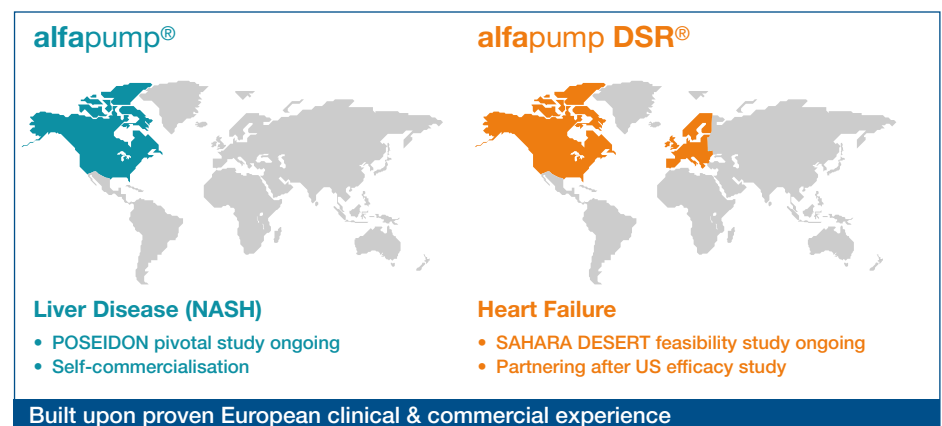 alfapump®
alfapump DSR®
Liver Disease (NASH)
• POSEIDON pivotal study ongoing
• Self-commercialisation
Heart Failure
• SAHARA DESERT feasibility study ongoing
• Partnering after US efficacy study
Built upon proven European clinical & commercial experience